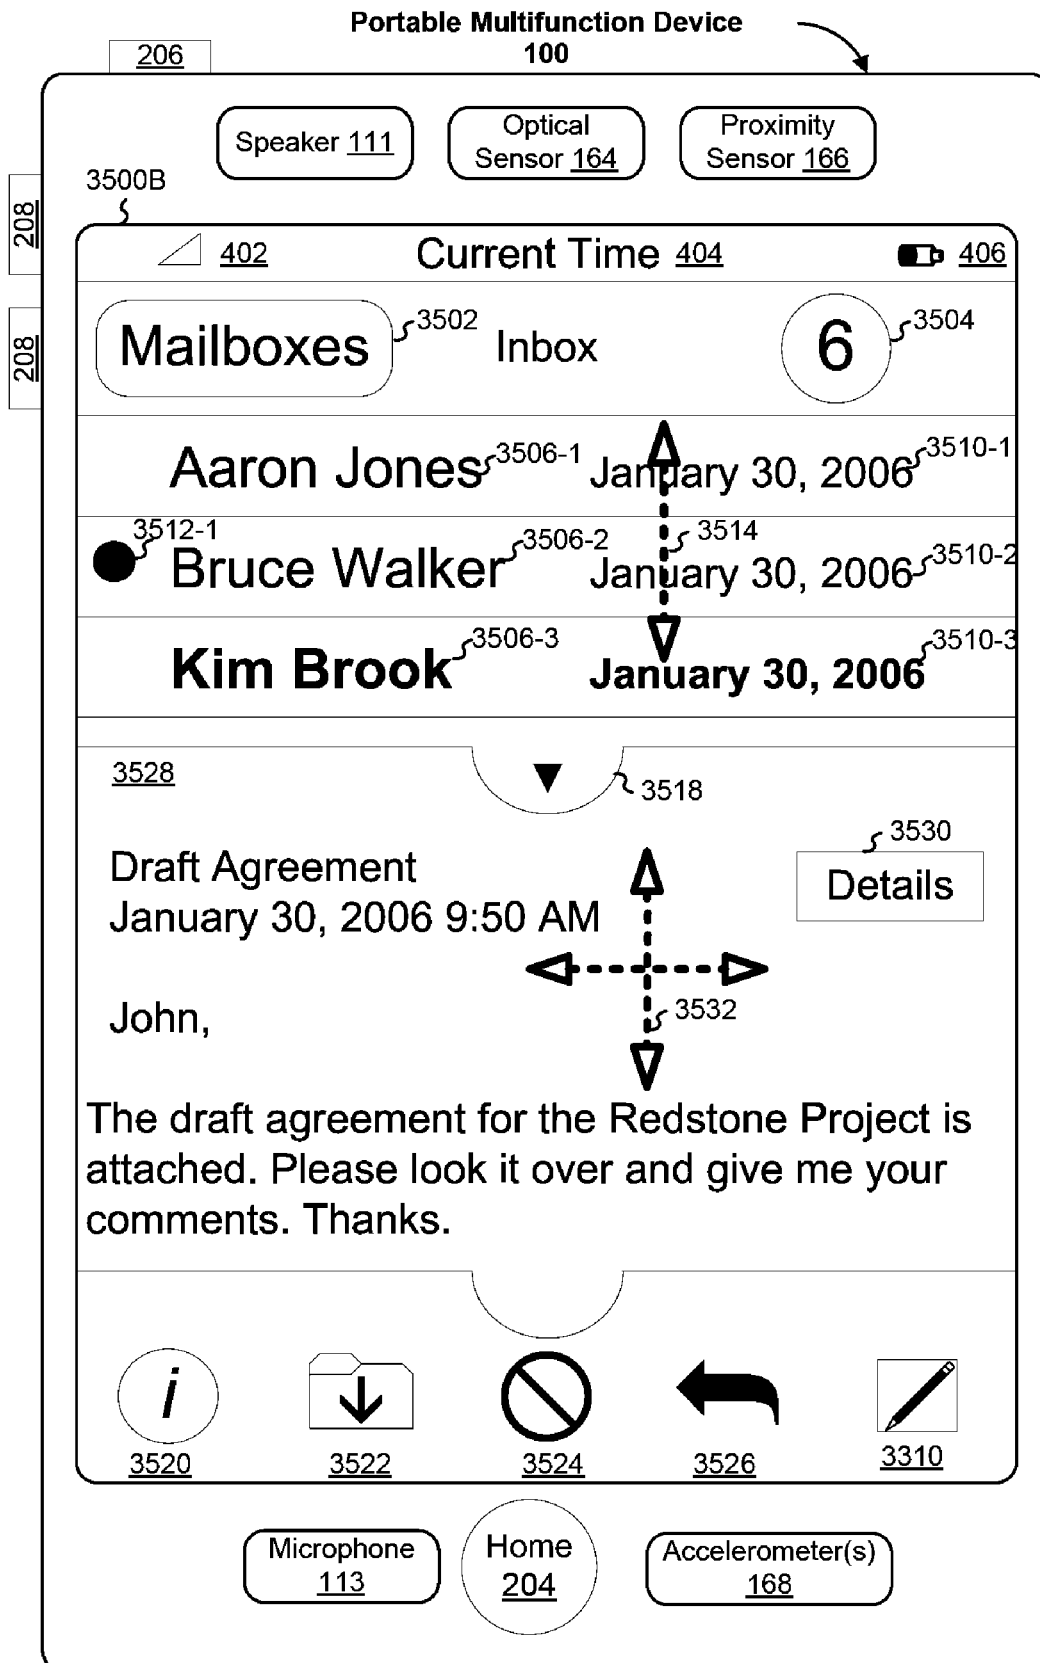 Portable Multifunction Device
100
206
Speaker 111
Optical
Sensor 164
Proximity
Sensor 166
3500B
208
208
402
Current Time 404
406
Mailboxes
3502
Inbox
6
3504
Aaron Jones
3506-1
January 30, 2006
3510-1
3512-1
Bruce Walker
3506-2
3514
January 30, 2006
3510-2
Kim Brook
3506-3
January 30, 2006
3510-3
3528
3518
3530
Draft Agreement
Details
January 30, 2006 9:50 AM
John,
3532
The draft agreement for the Redstone Project is
attached. Please look it over and give me your
comments. Thanks.
i
3520
3522
3524
3526
3310
Microphone
113
Home
204
Accelerometer(s)
168